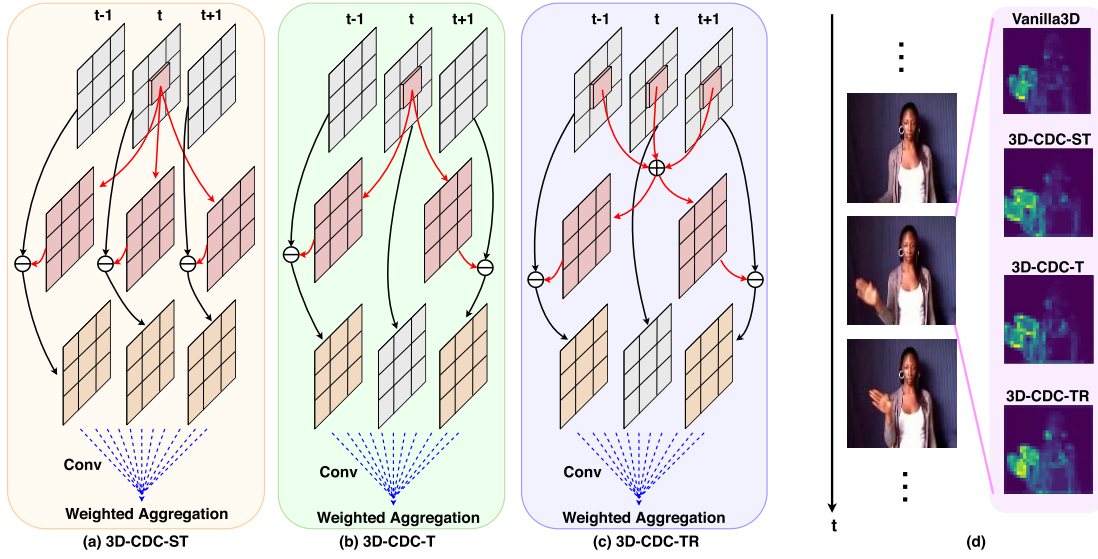 t-1 t t+1
Conv
Weighted Aggregation
(a) 3D-CDC-ST
t-1 t t+1
Conv
Weighted Aggregation
(b) 3D-CDC-T
t-1 t t+1
Conv
Weighted Aggregation
(c) 3D-CDC-TR
t
Vanilla3D
3D-CDC-ST
3D-CDC-T
3D-CDC-TR
(d)